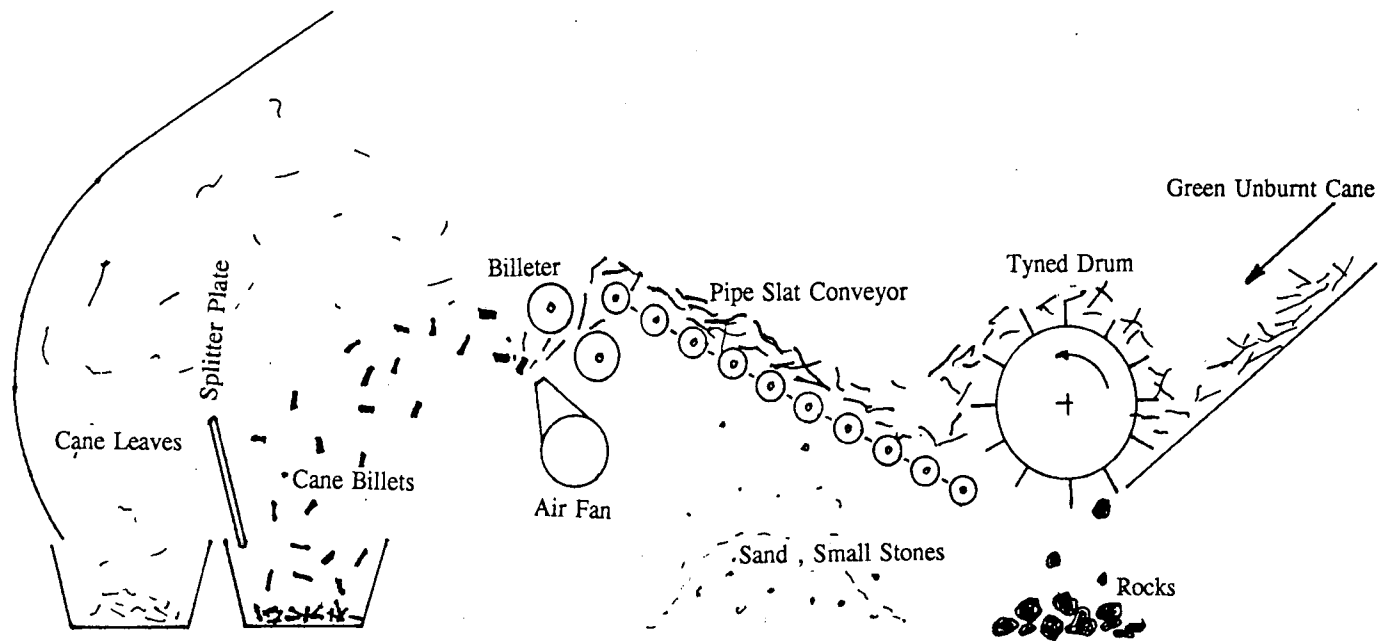 Green Unburnt Cane
Tyned Drum
Billeter
Pipe Slat Conveyor
Splitter Plate
Cane Leaves
Cane Billets
Air Fan
Sand , Small Stones
Rocks